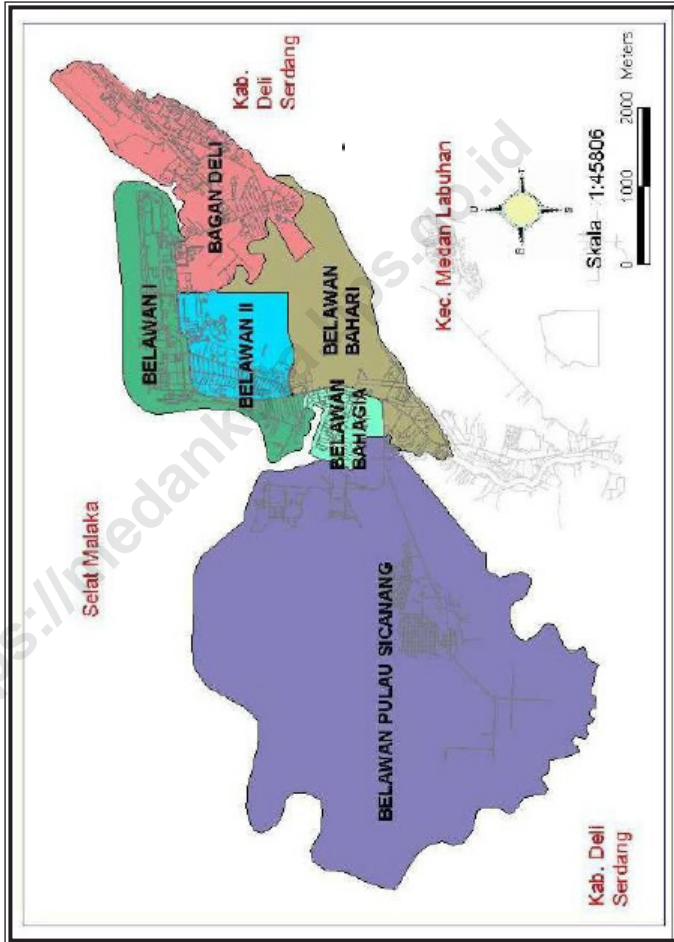 Selat Malaka
Kab.
Deli
Serdang
BELAWAN I
BAGAN DELI
BELAWAN II
BELAWAN
BAHARI
BELAWAN
BAHAGIA
BELAWAN PULAU SICANANG
Kec. Medan Labuhan
Kab. Deli
Serdang
U
B
T
S
Skala 1:45806
0 1000 2000 Meters